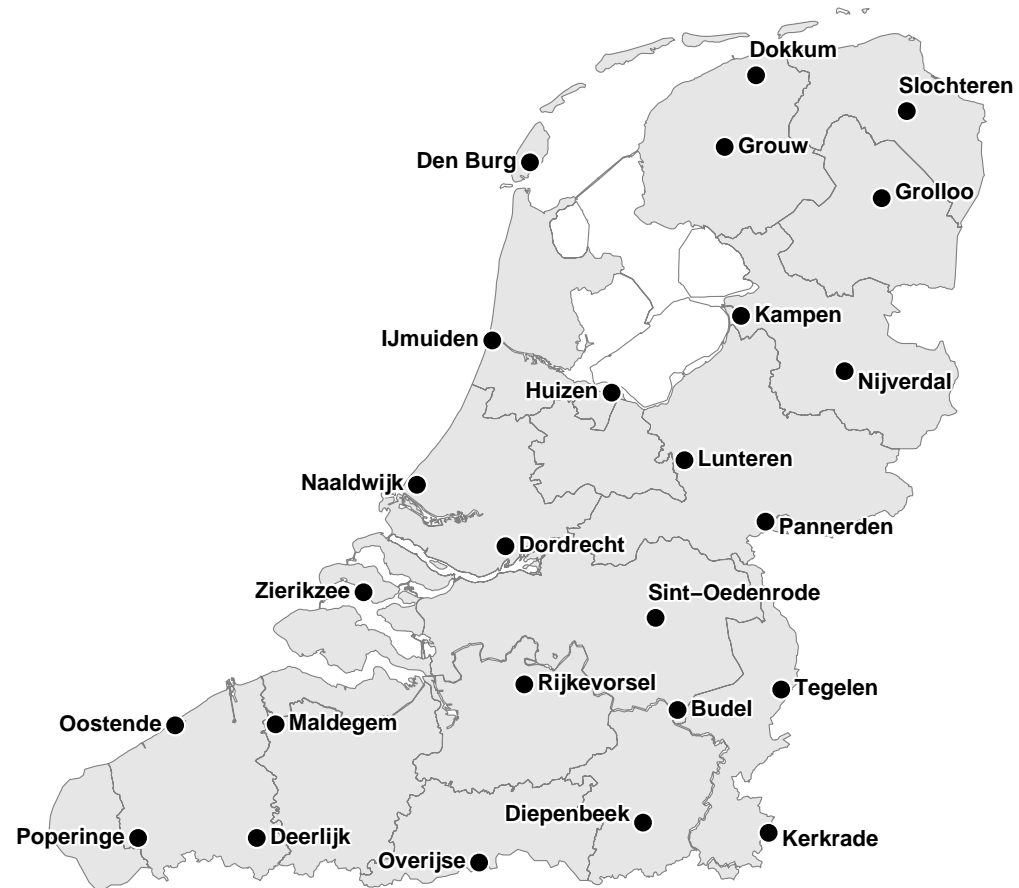 Dokkum
Slochteren
Grouw
Den Burg
Grolloo
Kampen
IJmuiden
Nijverdal
Huizen
Lunteren
Naaldwijk
Pannerden
Dordrecht
Zierikzee
Sint−Oedenrode
Rijkevorsel
Tegelen
Budel
Oostende
Maldegem
Diepenbeek
Poperinge
Deerlijk
Kerkrade
Overijse